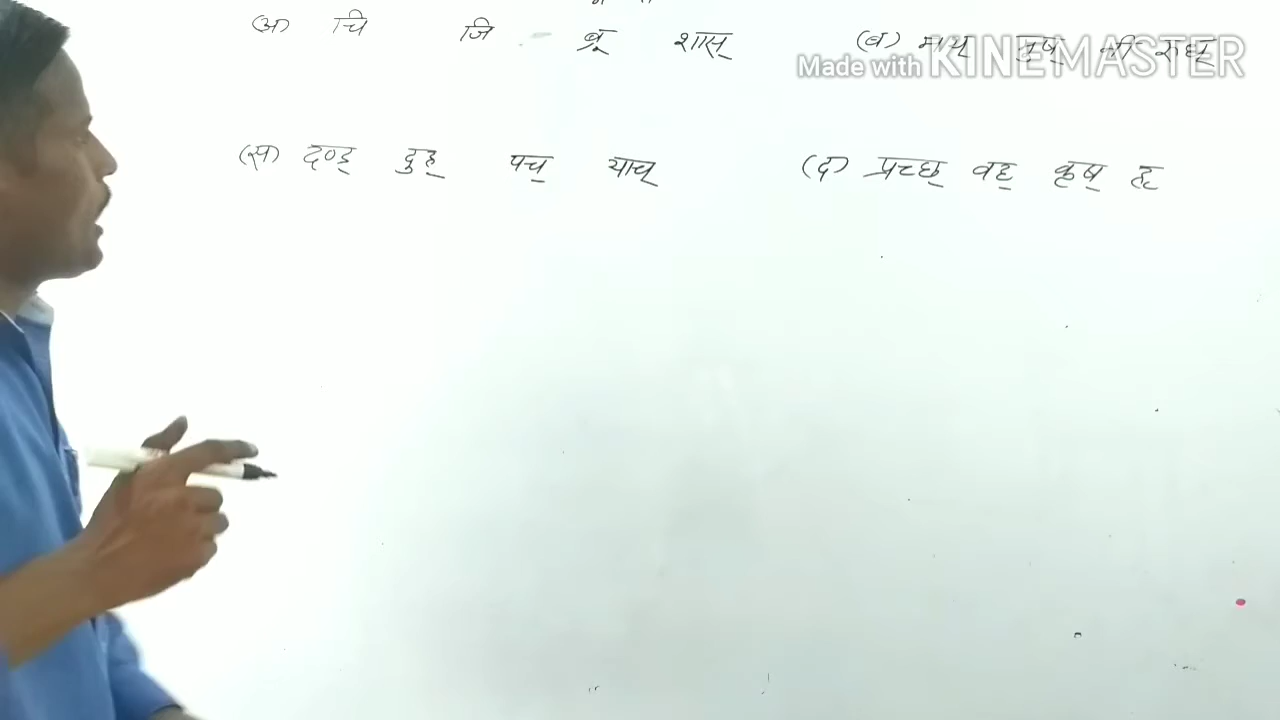 (अ) चि जि ब्रू शास् (ब) मुष् नी रुध्
Made with KINEMASTER
(स) दण्ड् दुह् पच् याच् (द) प्रच्छ् वह् कृष् हृ